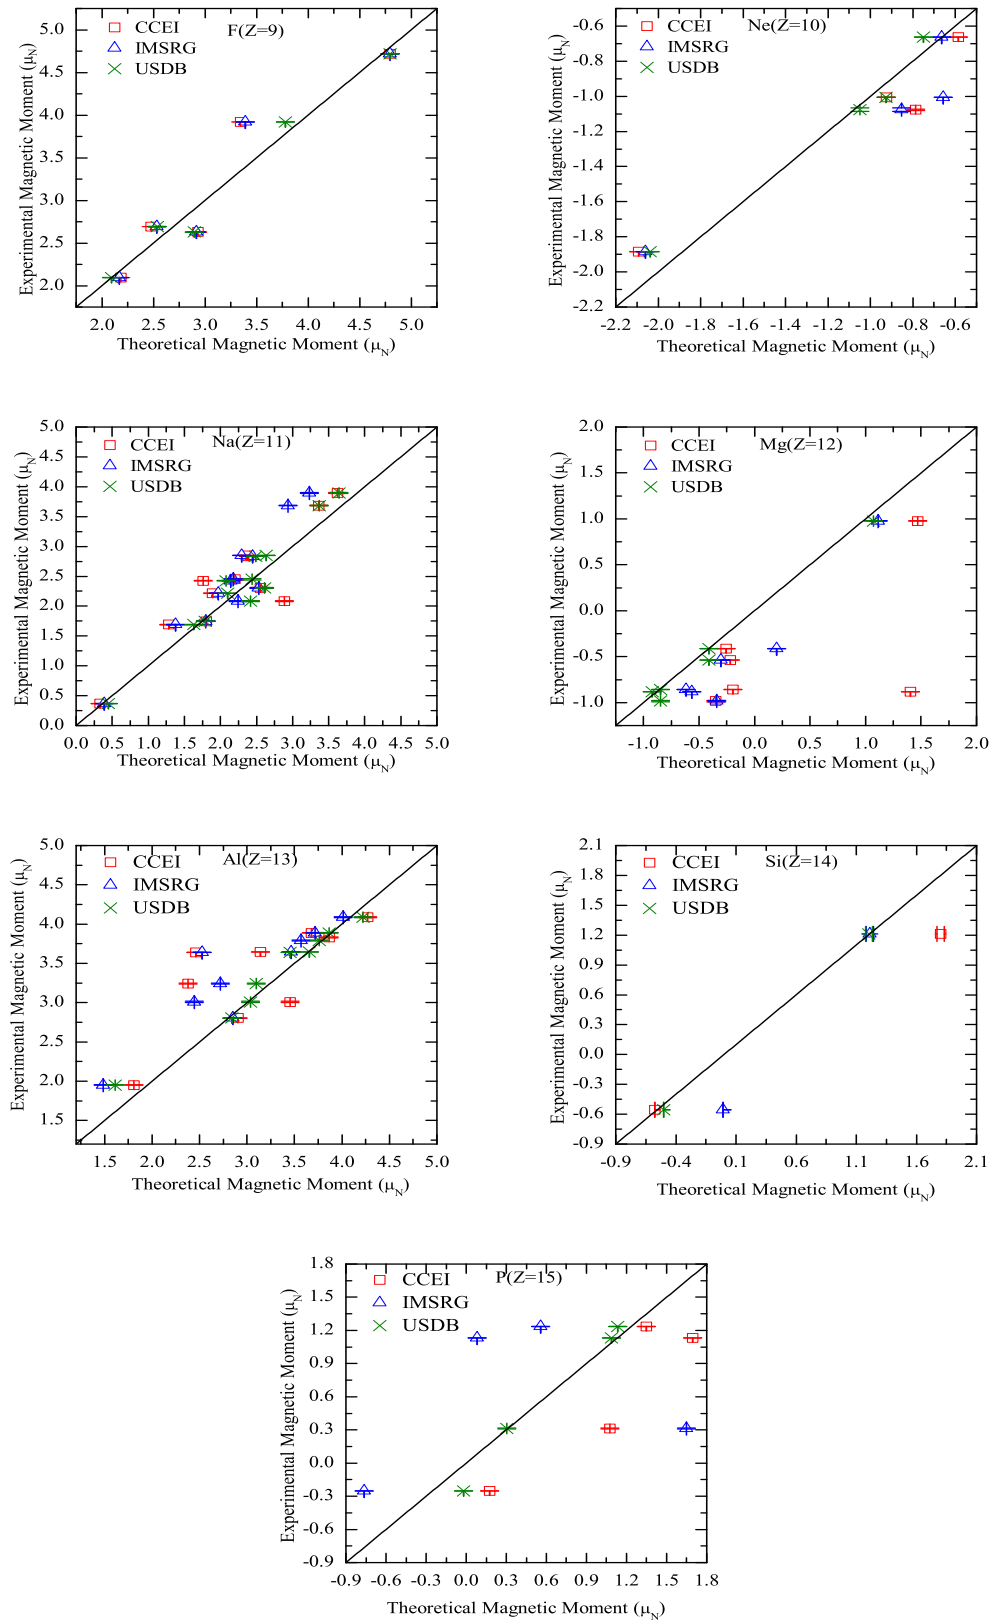 F(Z=9)
CCEI
IMSRG
USDB
5.0
4.5
4.0
3.5
3.0
2.5
2.0
2.0 2.5 3.0 3.5 4.0 4.5 5.0
Experimental Magnetic Moment (μN)
Theoretical Magnetic Moment (μN)
Ne(Z=10)
CCEI
IMSRG
USDB
-0.6
-0.8
-1.0
-1.2
-1.4
-1.6
-1.8
-2.0
-2.2
-2.2 -2.0 -1.8 -1.6 -1.4 -1.2 -1.0 -0.8 -0.6
Experimental Magnetic Moment (μN)
Theoretical Magnetic Moment (μN)
Na(Z=11)
CCEI
IMSRG
USDB
5.0
4.5
4.0
3.5
3.0
2.5
2.0
1.5
1.0
0.5
0.0
0.0 0.5 1.0 1.5 2.0 2.5 3.0 3.5 4.0 4.5 5.0
Experimental Magnetic Moment (μN)
Theoretical Magnetic Moment (μN)
Mg(Z=12)
CCEI
IMSRG
USDB
2.0
1.5
1.0
0.5
0.0
-0.5
-1.0
-1.0 -0.5 0.0 0.5 1.0 1.5 2.0
Experimental Magnetic Moment (μN)
Theoretical Magnetic Moment (μN)
Al(Z=13)
CCEI
IMSRG
USDB
5.0
4.5
4.0
3.5
3.0
2.5
2.0
1.5
1.5 2.0 2.5 3.0 3.5 4.0 4.5 5.0
Experimental Magnetic Moment (μN)
Theoretical Magnetic Moment (μN)
Si(Z=14)
CCEI
IMSRG
USDB
2.1
1.8
1.5
1.2
0.9
0.6
0.3
0.0
-0.3
-0.6
-0.9
-0.9 -0.4 0.1 0.6 1.1 1.6 2.1
Experimental Magnetic Moment (μN)
Theoretical Magnetic Moment (μN)
P(Z=15)
CCEI
IMSRG
USDB
1.8
1.5
1.2
0.9
0.6
0.3
0.0
-0.3
-0.6
-0.9
-0.9 -0.6 -0.3 0.0 0.3 0.6 0.9 1.2 1.5 1.8
Experimental Magnetic Moment (μN)
Theoretical Magnetic Moment (μN)